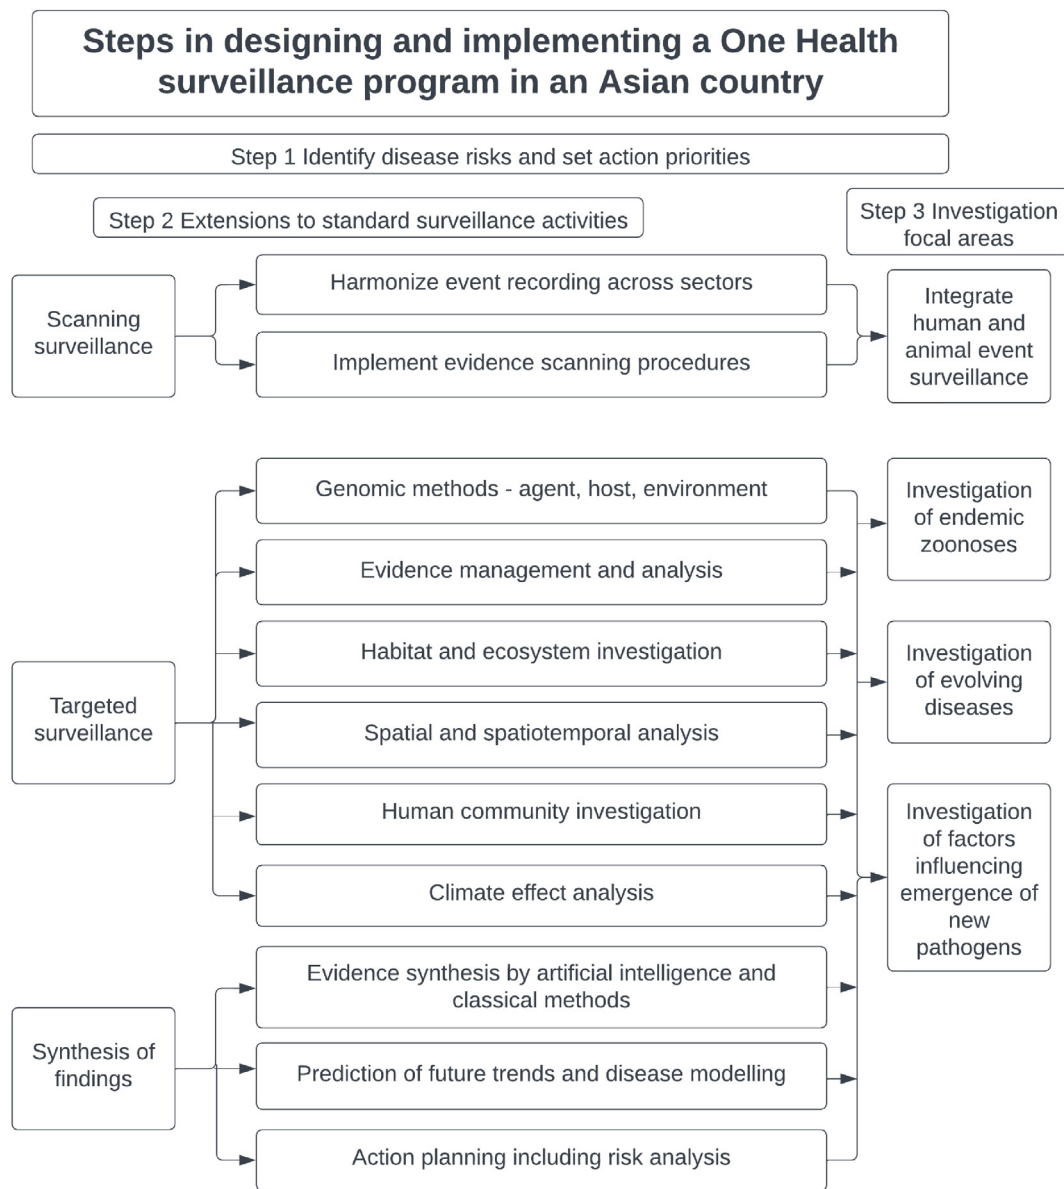 Steps in designing and implementing a One Health
surveillance program in an Asian country
Step 1 Identify disease risks and set action priorities
Step 2 Extensions to standard surveillance activities
Step 3 Investigation
focal areas
Scanning
surveillance
Harmonize event recording across sectors
Implement evidence scanning procedures
Integrate
human and
animal event
surveillance
Targeted
surveillance
Genomic methods - agent, host, environment
Evidence management and analysis
Habitat and ecosystem investigation
Spatial and spatiotemporal analysis
Human community investigation
Climate effect analysis
Investigation
of endemic
zoonoses
Investigation
of evolving
diseases
Investigation
of factors
influencing
emergence of
new
pathogens
Synthesis of
findings
Evidence synthesis by artificial intelligence and
classical methods
Prediction of future trends and disease modelling
Action planning including risk analysis